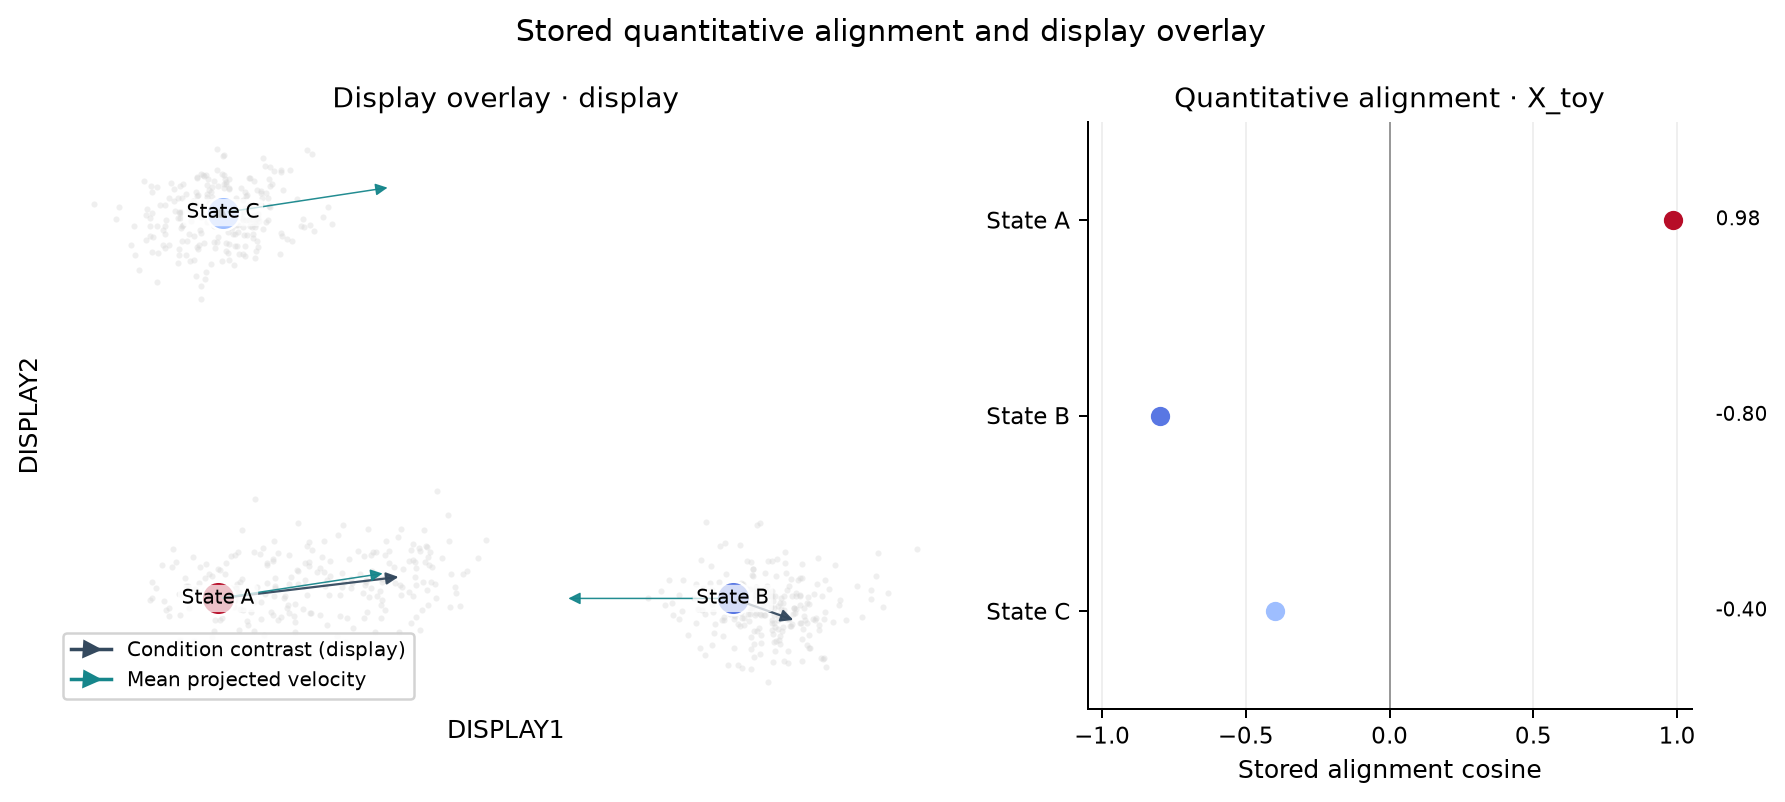 Stored quantitative alignment and display overlay
Display overlay · display
State C
State A
State B
Condition contrast (display)
Mean projected velocity
DISPLAY1
DISPLAY2
Quantitative alignment · X_toy
State A
0.98
State B
-0.80
State C
-0.40
−1.0
−0.5
0.0
0.5
1.0
Stored alignment cosine